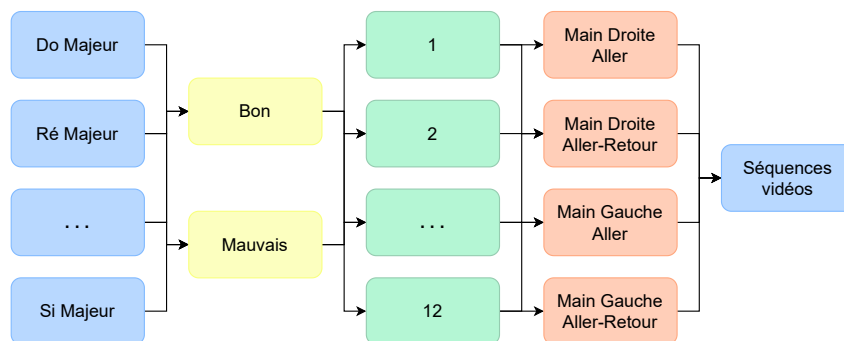 Do Majeur
Ré Majeur
...
Si Majeur
Bon
Mauvais
1
2
...
12
Main Droite
Aller
Main Droite
Aller-Retour
Main Gauche
Aller
Main Gauche
Aller-Retour
Séquences
vidéos